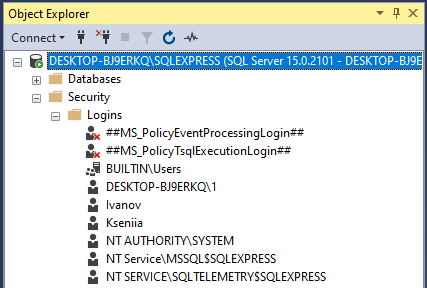 Object Explorer
Connect
DESKTOP-BJ9ERKQ\SQLEXPRESS (SQL Server 15.0.2101 - DESKTOP-BJ9E
Databases
Security
Logins
##MS_PolicyEventProcessingLogin##
##MS_PolicyTsqlExecutionLogin##
BUILTIN\Users
DESKTOP-BJ9ERKQ\1
Ivanov
Kseniia
NT AUTHORITY\SYSTEM
NT Service\MSSQL$SQLEXPRESS
NT SERVICE\SQLTELEMETRY$SQLEXPRESS